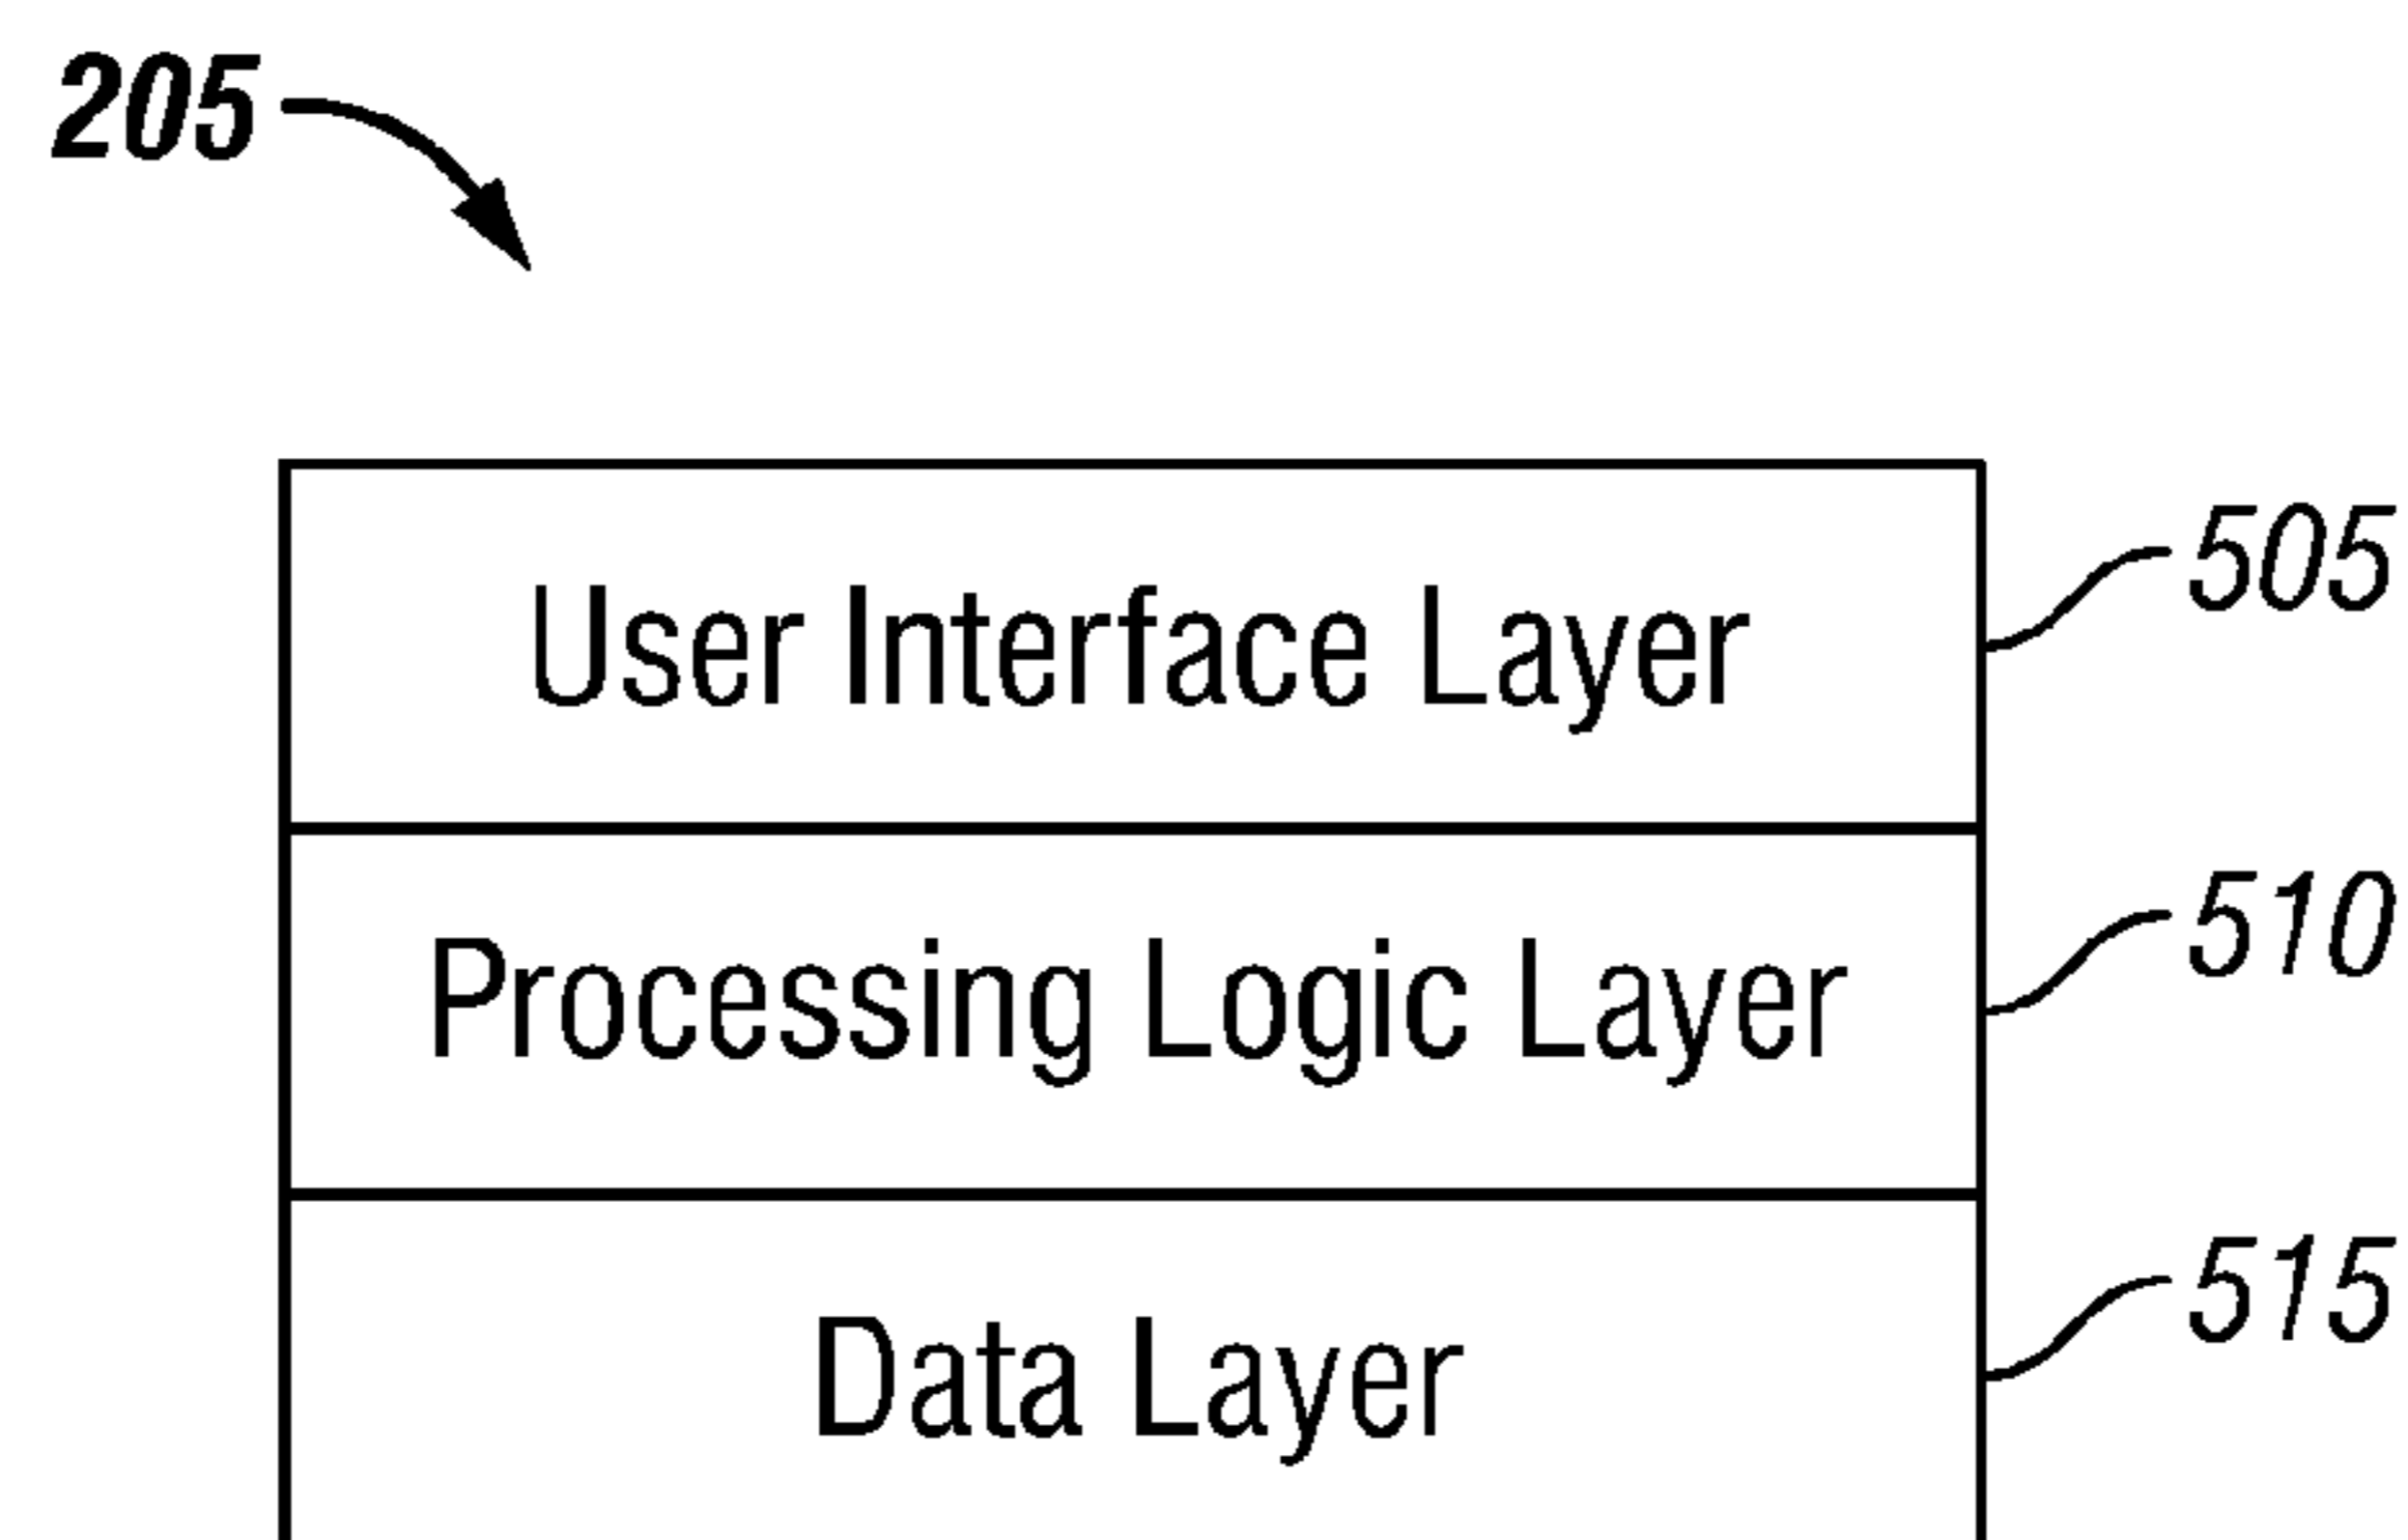 205
User Interface Layer
505
Processing Logic Layer
510
Data Layer
515